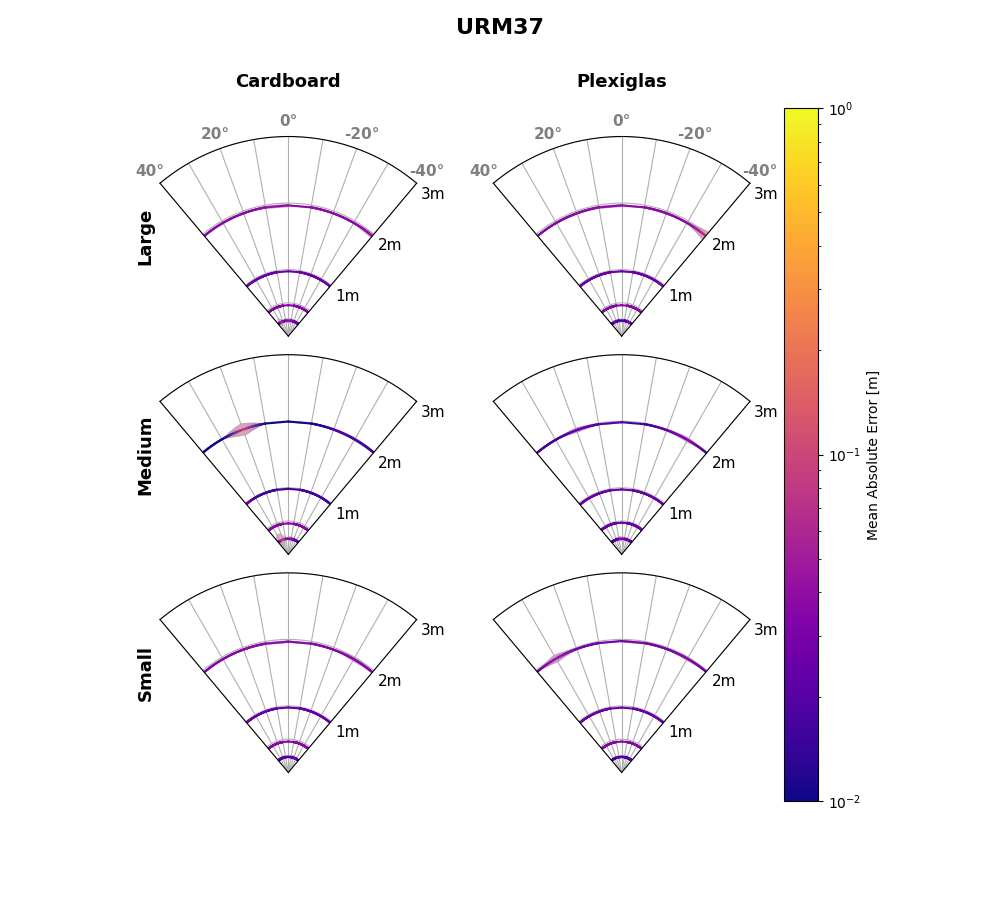 URM37
Cardboard
Plexiglas
40° 20° 0° -20° -40°
40° 20° 0° -20° -40°
Large
3m
2m
1m
3m
2m
1m
Medium
3m
2m
1m
3m
2m
1m
Small
3m
2m
1m
3m
2m
1m
10⁰
10⁻¹
10⁻²
Mean Absolute Error [m]